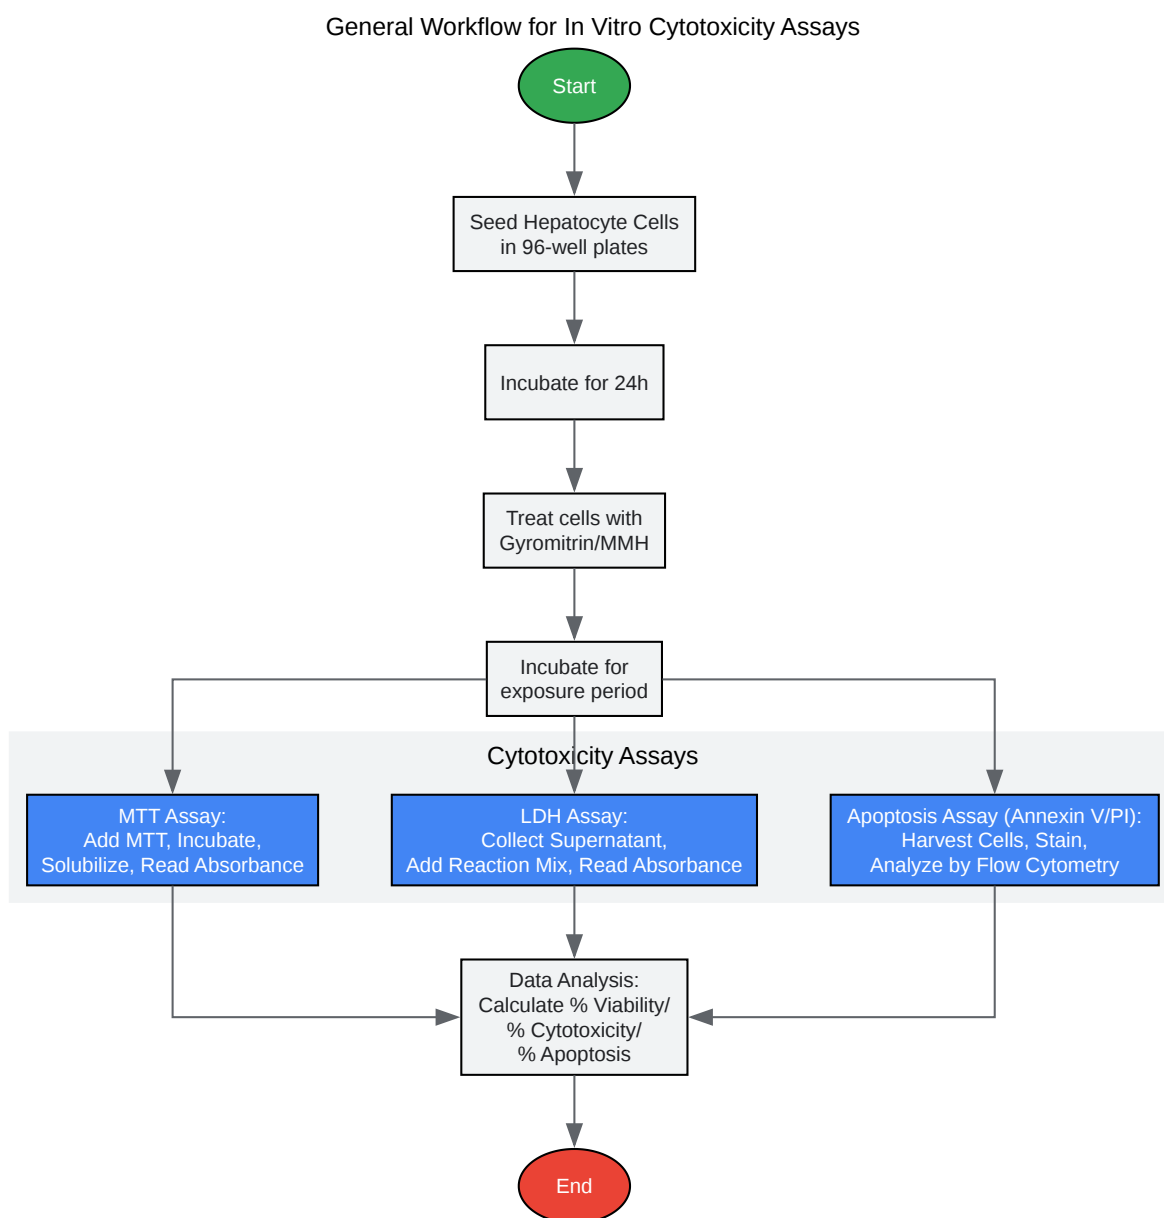 General Workflow for In Vitro Cytotoxicity Assays
Start
Seed Hepatocyte Cells
in 96-well plates
Incubate for 24h
Treat cells with
Gyromitrin/MMH
Incubate for
exposure period
Cytotoxicity Assays
MTT Assay:
Add MTT, Incubate,
Solubilize, Read Absorbance
LDH Assay:
Collect Supernatant,
Add Reaction Mix, Read Absorbance
Apoptosis Assay (Annexin V/PI):
Harvest Cells, Stain,
Analyze by Flow Cytometry
Data Analysis:
Calculate % Viability/
% Cytotoxicity/
% Apoptosis
End